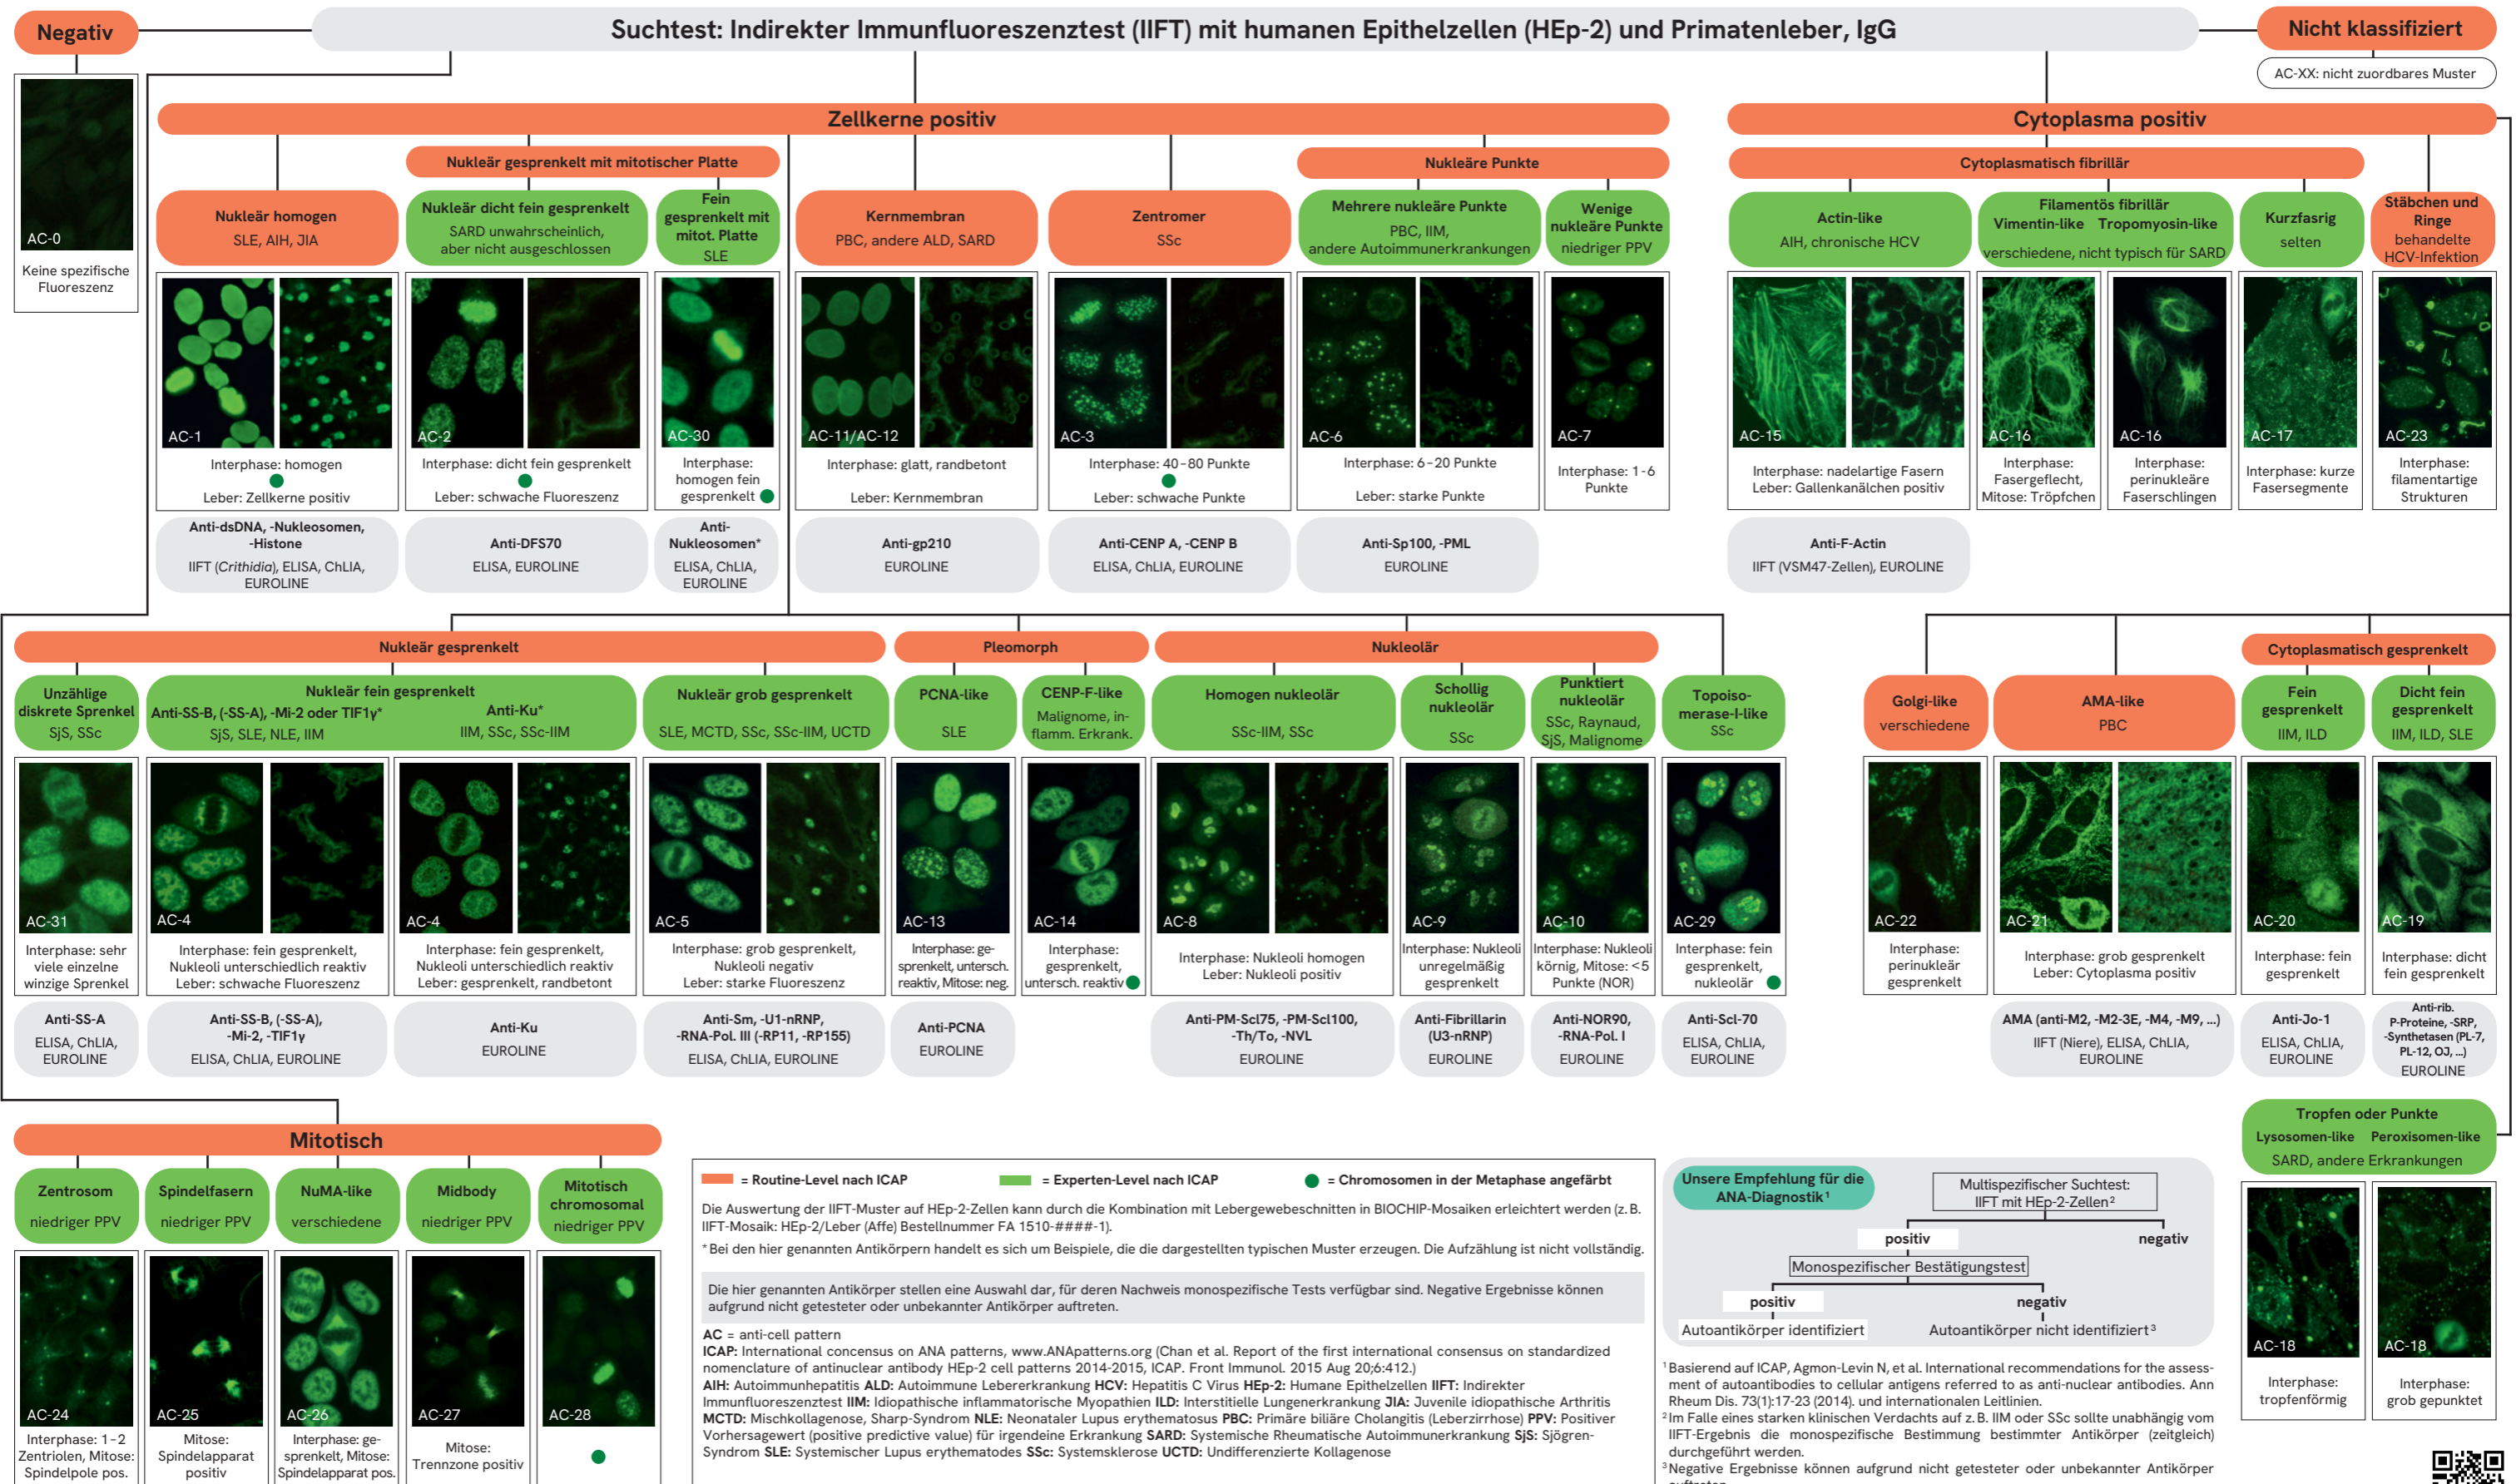 Negativ
Suchtest: Indirekter Immunfluoreszenztest (IIFT) mit humanen Epithelzellen (HEp-2) und Primatenleber, IgG
Nicht klassifiziert
AC-XX: nicht zuordbares Muster
AC-0
Keine spezifische
Fluoreszenz
Zellkerne positiv
Nukleär homogen
SLE, AIH, JIA
AC-1
Interphase: homogen
Leber: Zellkerne positiv
Anti-dsDNA, -Nukleosomen,
-Histone
IIFT (Crithidia), ELISA, ChLIA,
EUROLINE
Nukleär gesprenkelt mit mitotischer Platte
Nukleär dicht fein gesprenkelt
SARD unwahrscheinlich,
aber nicht ausgeschlossen
AC-2
Interphase: dicht fein gesprenkelt
Leber: schwache Fluoreszenz
Anti-DFS70
ELISA, EUROLINE
Fein
gesprenkelt mit
mitot. Platte
SLE
AC-30
Interphase:
homogen fein
gesprenkelt
Anti-
Nukleosomen*
ELISA, ChLIA,
EUROLINE
Kernmembran
PBC, andere ALD, SARD
AC-11/AC-12
Interphase: glatt, randbetont
Leber: Kernmembran
Anti-gp210
EUROLINE
Zentromer
SSc
AC-3
Interphase: 40–80 Punkte
Leber: schwache Punkte
Anti-CENP A, -CENP B
ELISA, ChLIA, EUROLINE
Nukleäre Punkte
Mehrere nukleäre Punkte
PBC, IIM,
andere Autoimmunerkrankungen
AC-6
Interphase: 6–20 Punkte
Leber: starke Punkte
Anti-Sp100, -PML
EUROLINE
Wenige
nukleäre Punkte
niedriger PPV
AC-7
Interphase: 1-6
Punkte
Cytoplasma positiv
Cytoplasmatisch fibrillär
Actin-like
AIH, chronische HCV
AC-15
Interphase: nadelartige Fasern
Leber: Gallenkanälchen positiv
Anti-F-Actin
IIFT (VSM47-Zellen), EUROLINE
Filamentös fibrillär
Vimentin-like Tropomyosin-like
verschiedene, nicht typisch für SARD
AC-16
Interphase:
Fasergeflecht,
Mitose: Tröpfchen
AC-16
Interphase:
perinukleäre
Faserschlingen
Kurzfasrig
selten
AC-17
Interphase: kurze
Fasersegmente
Stäbchen und
Ringe
behandelte
HCV-Infektion
AC-23
Interphase:
filamentartige
Strukturen
Nukleär gesprenkelt
Unzählige
diskrete Sprenkel
SjS, SSc
AC-31
Interphase: sehr
viele einzelne
winzige Sprenkel
Anti-SS-A
ELISA, ChLIA,
EUROLINE
Nukleär fein gesprenkelt
Anti-SS-B, (-SS-A), -Mi-2 oder TIF1γ*
SjS, SLE, NLE, IIM
Anti-Ku*
IIM, SSc, SSc-IIM
AC-4
Interphase: fein gesprenkelt,
Nukleoli unterschiedlich reaktiv
Leber: schwache Fluoreszenz
Anti-SS-B, (-SS-A),
-Mi-2, -TIF1γ
ELISA, ChLIA, EUROLINE
AC-4
Interphase: fein gesprenkelt,
Nukleoli unterschiedlich reaktiv
Leber: gesprenkelt, randbetont
Anti-Ku
EUROLINE
Nukleär grob gesprenkelt
SLE, MCTD, SSc, SSc-IIM, UCTD
AC-5
Interphase: grob gesprenkelt,
Nukleoli negativ
Leber: starke Fluoreszenz
Anti-Sm, -U1-nRNP,
-RNA-Pol. III (-RP11, -RP155)
ELISA, ChLIA, EUROLINE
Pleomorph
PCNA-like
SLE
AC-13
Interphase: ge-
sprenkelt, untersch.
reaktiv, Mitose: neg.
Anti-PCNA
EUROLINE
CENP-F-like
Malignome, in-
flamm. Erkrank.
AC-14
Interphase:
gesprenkelt,
untersch. reaktiv
Nukleolär
Homogen nukleolär
SSc-IIM, SSc
AC-8
Interphase: Nukleoli homogen
Leber: Nukleoli positiv
Anti-PM-Scl75, -PM-Scl100,
-Th/To, -NVL
EUROLINE
Schollig
nukleolär
SSc
AC-9
Interphase: Nukleoli
unregelmäßig
gesprenkelt
Anti-Fibrillarin
(U3-nRNP)
EUROLINE
Punktiert
nukleolär
SSc, Raynaud,
SjS, Malignome
AC-10
Interphase: Nukleoli
körnig, Mitose: <5
Punkte (NOR)
Anti-NOR90,
-RNA-Pol. I
EUROLINE
Topoiso-
merase-I-like
SSc
AC-29
Interphase: fein
gesprenkelt,
nukleolär
Anti-Scl-70
ELISA, ChLIA,
EUROLINE
Golgi-like
verschiedene
AC-22
Interphase:
perinukleär
gesprenkelt
AMA-like
PBC
AC-21
Interphase: grob gesprenkelt
Leber: Cytoplasma positiv
AMA (anti-M2, -M2-3E, -M4, -M9, ...)
IIFT (Niere), ELISA, ChLIA,
EUROLINE
Cytoplasmatisch gesprenkelt
Fein
gesprenkelt
IIM, ILD
AC-20
Interphase: fein
gesprenkelt
Anti-Jo-1
ELISA, ChLIA,
EUROLINE
Dicht fein
gesprenkelt
IIM, ILD, SLE
AC-19
Interphase: dicht
fein gesprenkelt
Anti-rib.
P-Proteine, -SRP,
-Synthetasen (PL-7,
PL-12, OJ, ...)
EUROLINE
Tropfen oder Punkte
Lysosomen-like Peroxisomen-like
SARD, andere Erkrankungen
AC-18
Interphase:
tropfenförmig
AC-18
Interphase:
grob gepunktet
Mitotisch
Zentrosom
niedriger PPV
AC-24
Interphase: 1–2
Zentriolen, Mitose:
Spindelpole pos.
Spindelfasern
niedriger PPV
AC-25
Mitose:
Spindelapparat
positiv
NuMA-like
verschiedene
AC-26
Interphase: ge-
sprenkelt, Mitose:
Spindelapparat pos.
Midbody
niedriger PPV
AC-27
Mitose:
Trennzone positiv
Mitotisch
chromosomal
niedriger PPV
AC-28
= Routine-Level nach ICAP
= Experten-Level nach ICAP
= Chromosomen in der Metaphase angefärbt
Die Auswertung der IIFT-Muster auf HEp-2-Zellen kann durch die Kombination mit Lebergewebeschnitten in BIOCHIP-Mosaiken erleichtert werden (z. B.
IIFT-Mosaik: HEp-2/Leber (Affe) Bestellnummer FA 1510-####-1).
*Bei den hier genannten Antikörpern handelt es sich um Beispiele, die die dargestellten typischen Muster erzeugen. Die Aufzählung ist nicht vollständig.
Die hier genannten Antikörper stellen eine Auswahl dar, für deren Nachweis monospezifische Tests verfügbar sind. Negative Ergebnisse können
aufgrund nicht getesteter oder unbekannter Antikörper auftreten.
AC = anti-cell pattern
ICAP: International concensus on ANA patterns, www.ANApatterns.org (Chan et al. Report of the first international consensus on standardized
nomenclature of antinuclear antibody HEp-2 cell patterns 2014-2015, ICAP. Front Immunol. 2015 Aug 20;6:412.)
AIH: Autoimmunhepatitis ALD: Autoimmune Lebererkrankung HCV: Hepatitis C Virus HEp-2: Humane Epithelzellen IIFT: Indirekter
Immunfluoreszenztest IIM: Idiopathische inflammatorische Myopathien ILD: Interstitielle Lungenerkrankung JIA: Juvenile idiopathische Arthritis
MCTD: Mischkollagenose, Sharp-Syndrom NLE: Neonataler Lupus erythematosus PBC: Primäre biliäre Cholangitis (Leberzirrhose) PPV: Positiver
Vorhersagewert (positive predictive value) für irgendeine Erkrankung SARD: Systemische Rheumatische Autoimmunerkrankung SjS: Sjögren-
Syndrom SLE: Systemischer Lupus erythematodes SSc: Systemsklerose UCTD: Undifferenzierte Kollagenose
Unsere Empfehlung für die
ANA-Diagnostik¹
Multispezifischer Suchtest:
IIFT mit HEp-2-Zellen²
positiv
negativ
Monospezifischer Bestätigungstest
positiv
negativ
Autoantikörper identifiziert
Autoantikörper nicht identifiziert³
¹Basierend auf ICAP, Agmon-Levin N, et al. International recommendations for the assess-
ment of autoantibodies to cellular antigens referred to as anti-nuclear antibodies. Ann
Rheum Dis. 73(1):17-23 (2014). und internationalen Leitlinien.
²Im Falle eines starken klinischen Verdachts auf z. B. IIM oder SSc sollte unabhängig vom
IIFT-Ergebnis die monospezifische Bestimmung bestimmter Antikörper (zeitgleich)
durchgeführt werden.
³Negative Ergebnisse können aufgrund nicht getesteter oder unbekannter Antikörper